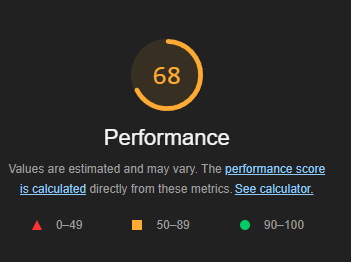 68
Performance
Values are estimated and may vary. The performance score
is calculated directly from these metrics. See calculator.
0–49 50–89 90–100